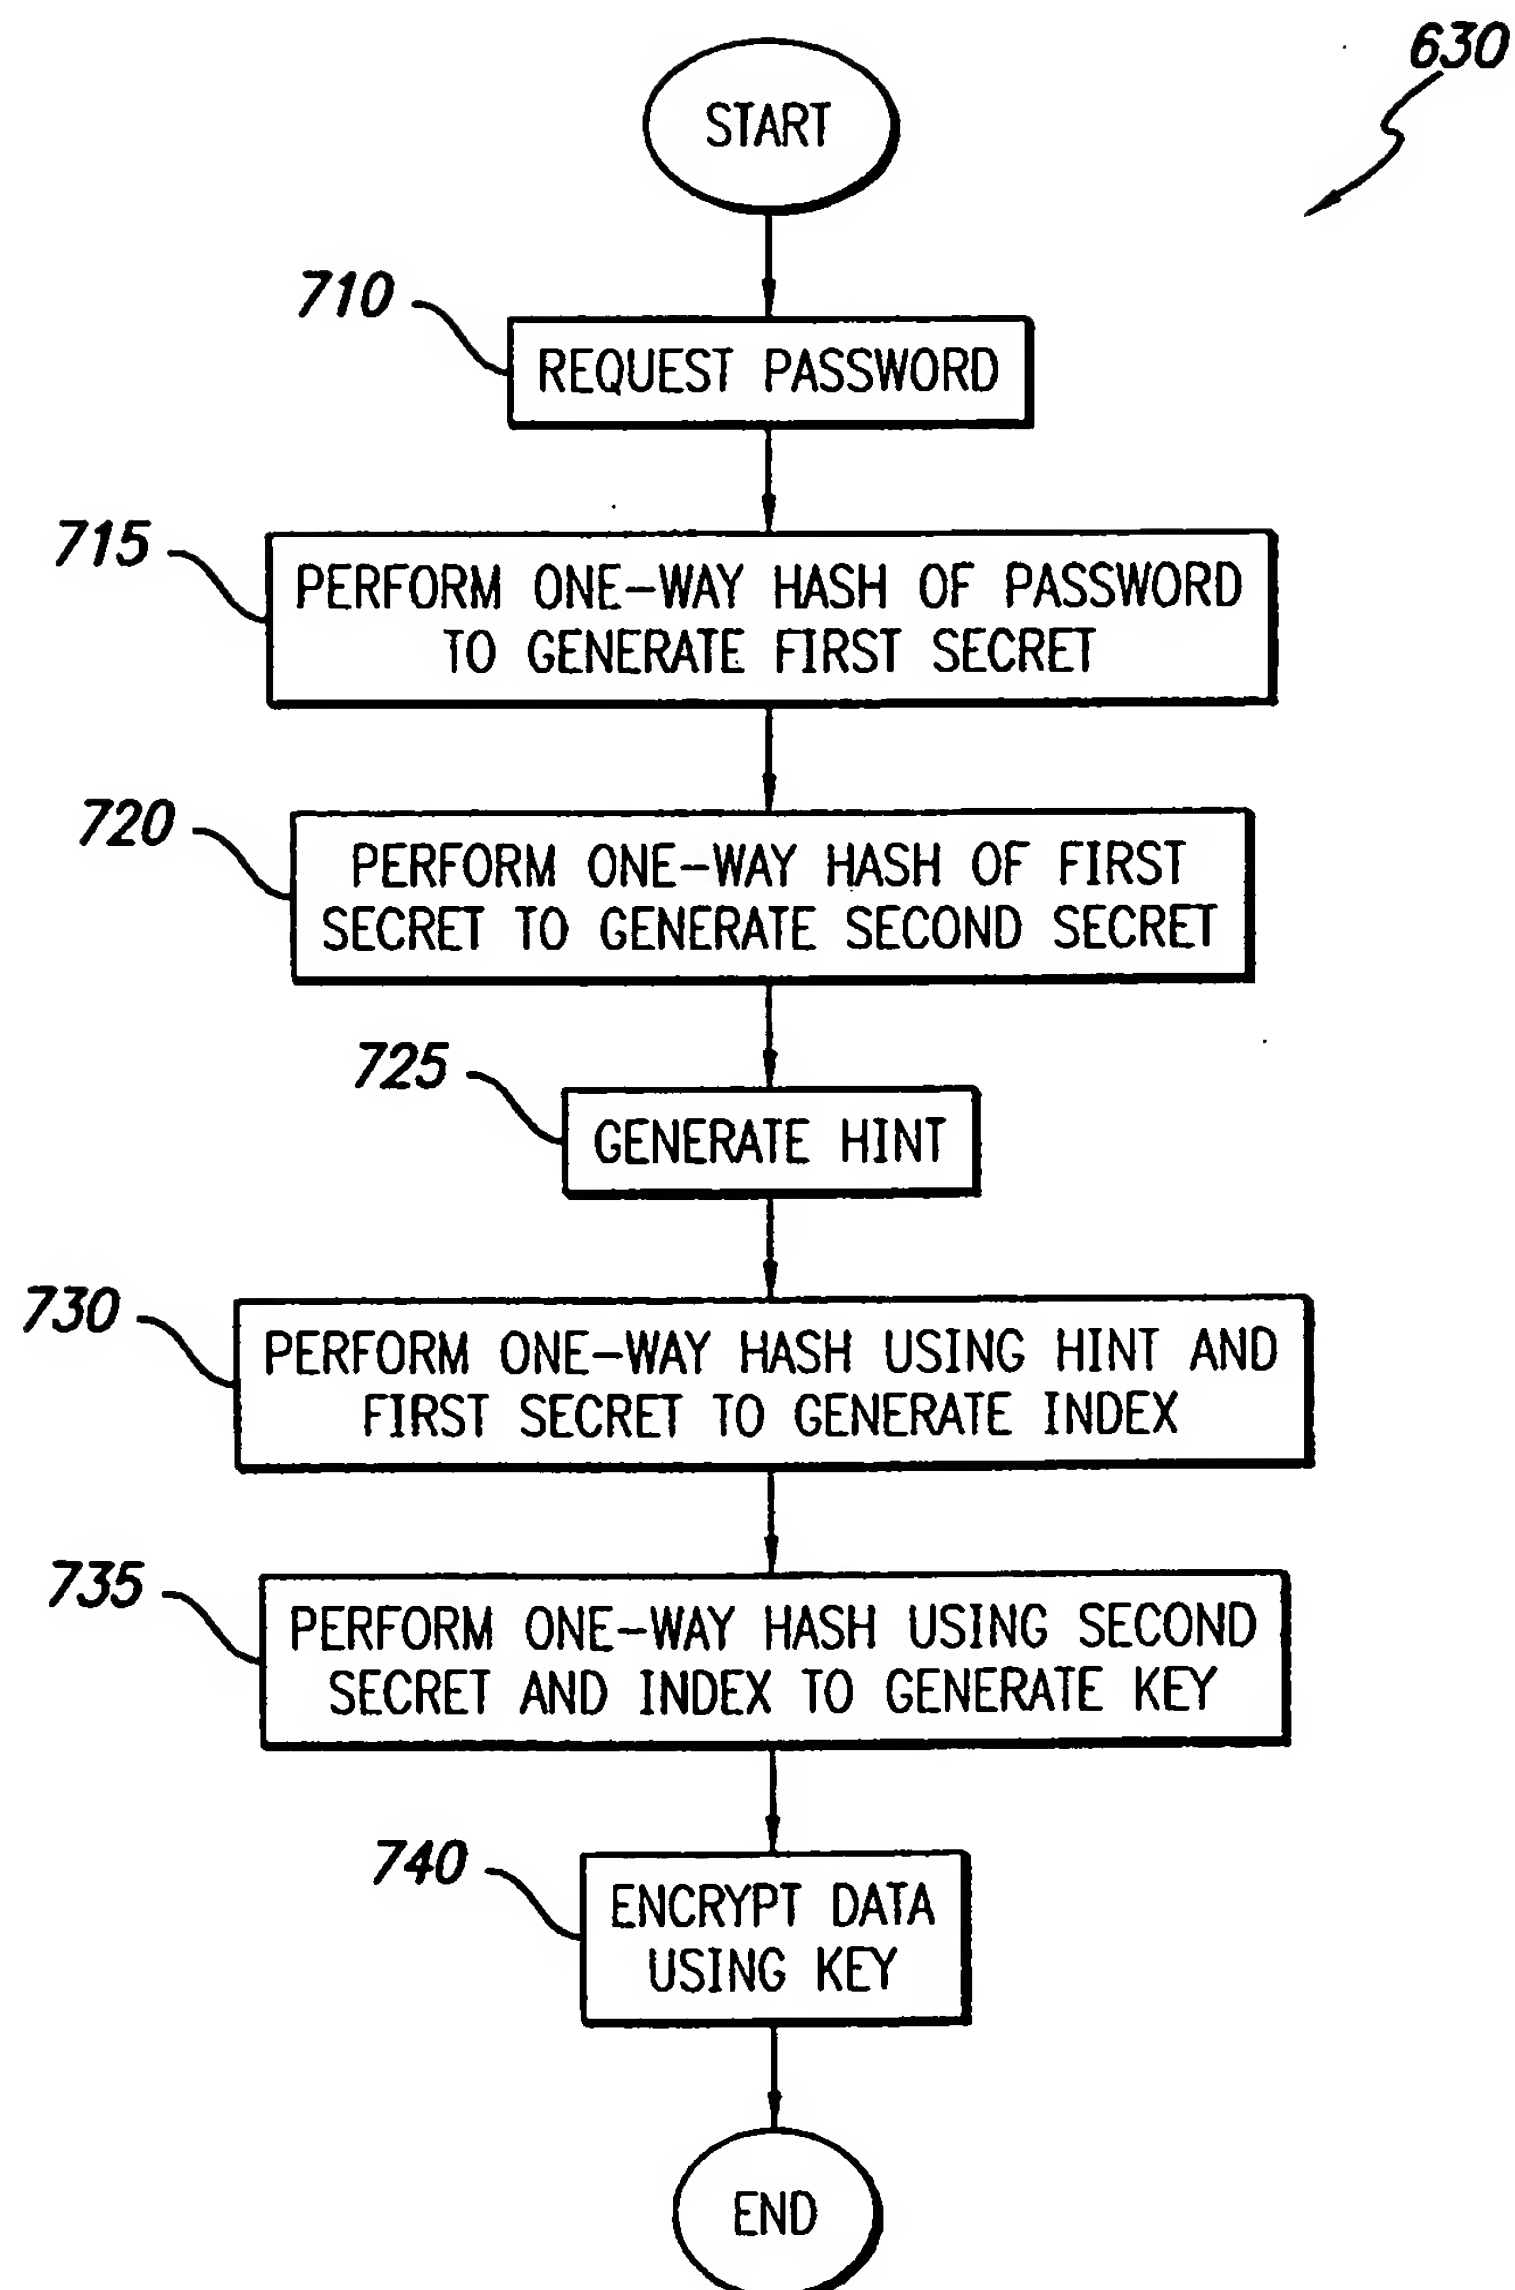 630
START
710
REQUEST PASSWORD
715
PERFORM ONE-WAY HASH OF PASSWORD
TO GENERATE FIRST SECRET
720
PERFORM ONE-WAY HASH OF FIRST
SECRET TO GENERATE SECOND SECRET
725
GENERATE HINT
730
PERFORM ONE-WAY HASH USING HINT AND
FIRST SECRET TO GENERATE INDEX
735
PERFORM ONE-WAY HASH USING SECOND
SECRET AND INDEX TO GENERATE KEY
740
ENCRYPT DATA
USING KEY
END